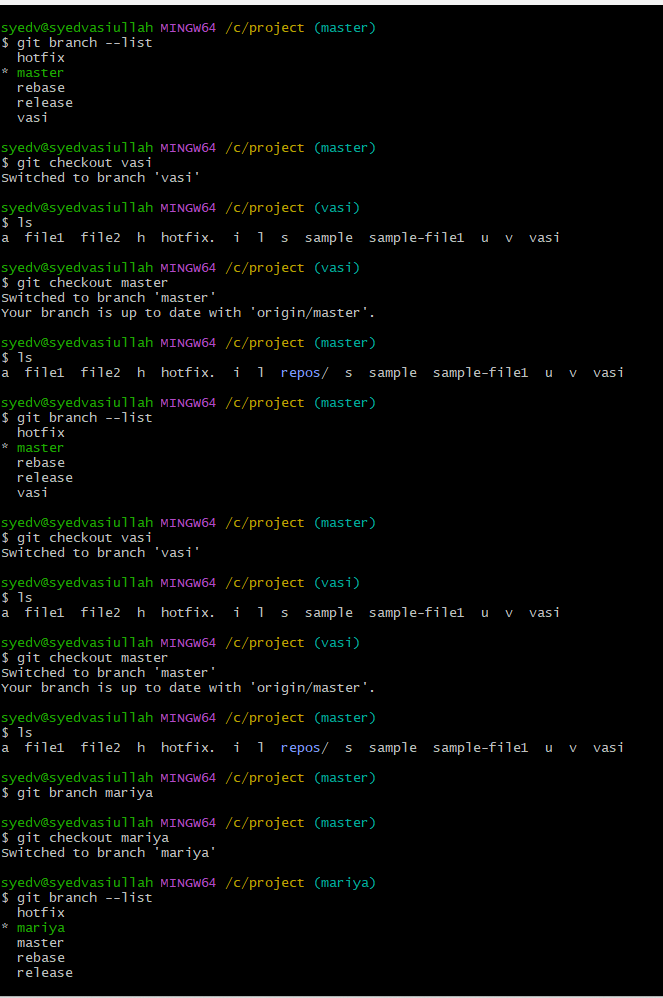 syedv@syedvasiullah MINGW64 /c/project (master)
$ git branch --list
  hotfix
* master
  rebase
  release
  vasi
syedv@syedvasiullah MINGW64 /c/project (master)
$ git checkout vasi
Switched to branch 'vasi'
syedv@syedvasiullah MINGW64 /c/project (vasi)
$ ls
a  file1  file2  h  hotfix.  i  l  s  sample  sample-file1  u  v  vasi
syedv@syedvasiullah MINGW64 /c/project (vasi)
$ git checkout master
Switched to branch 'master'
Your branch is up to date with 'origin/master'.
syedv@syedvasiullah MINGW64 /c/project (master)
$ ls
a  file1  file2  h  hotfix.  i  l  repos/  s  sample  sample-file1  u  v  vasi
syedv@syedvasiullah MINGW64 /c/project (master)
$ git branch --list
  hotfix
* master
  rebase
  release
  vasi
syedv@syedvasiullah MINGW64 /c/project (master)
$ git checkout vasi
Switched to branch 'vasi'
syedv@syedvasiullah MINGW64 /c/project (vasi)
$ ls
a  file1  file2  h  hotfix.  i  l  s  sample  sample-file1  u  v  vasi
syedv@syedvasiullah MINGW64 /c/project (vasi)
$ git checkout master
Switched to branch 'master'
Your branch is up to date with 'origin/master'.
syedv@syedvasiullah MINGW64 /c/project (master)
$ ls
a  file1  file2  h  hotfix.  i  l  repos/  s  sample  sample-file1  u  v  vasi
syedv@syedvasiullah MINGW64 /c/project (master)
$ git branch mariya
syedv@syedvasiullah MINGW64 /c/project (master)
$ git checkout mariya
Switched to branch 'mariya'
syedv@syedvasiullah MINGW64 /c/project (mariya)
$ git branch --list
  hotfix
* mariya
  master
  rebase
  release